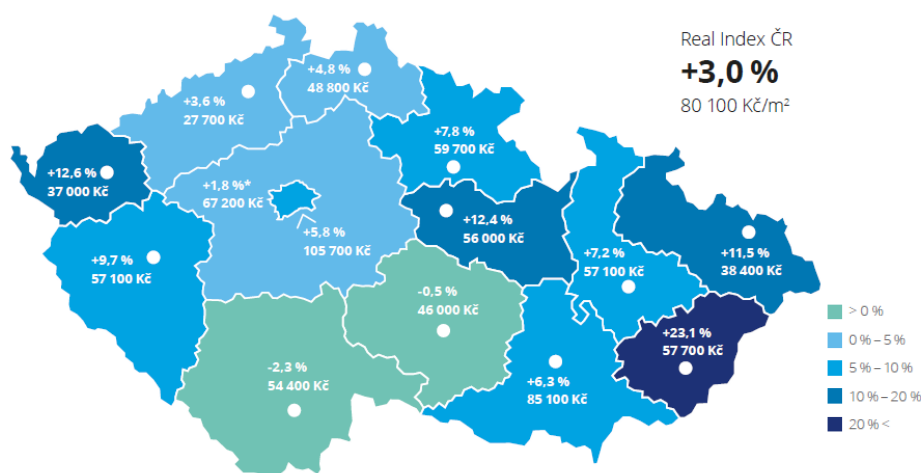 Real Index ČR
+3,0 %
80 100 Kč/m²
+4,8 %
48 800 Kč
+3,6 %
27 700 Kč
+7,8 %
59 700 Kč
+12,6 %
37 000 Kč
+1,8 %*
67 200 Kč
+5,8 %
105 700 Kč
+12,4 %
56 000 Kč
+9,7 %
57 100 Kč
+7,2 %
57 100 Kč
+11,5 %
38 400 Kč
-0,5 %
46 000 Kč
+23,1 %
57 700 Kč
-2,3 %
54 400 Kč
+6,3 %
85 100 Kč
> 0 %
0 % – 5 %
5 % – 10 %
10 % – 20 %
20 % <